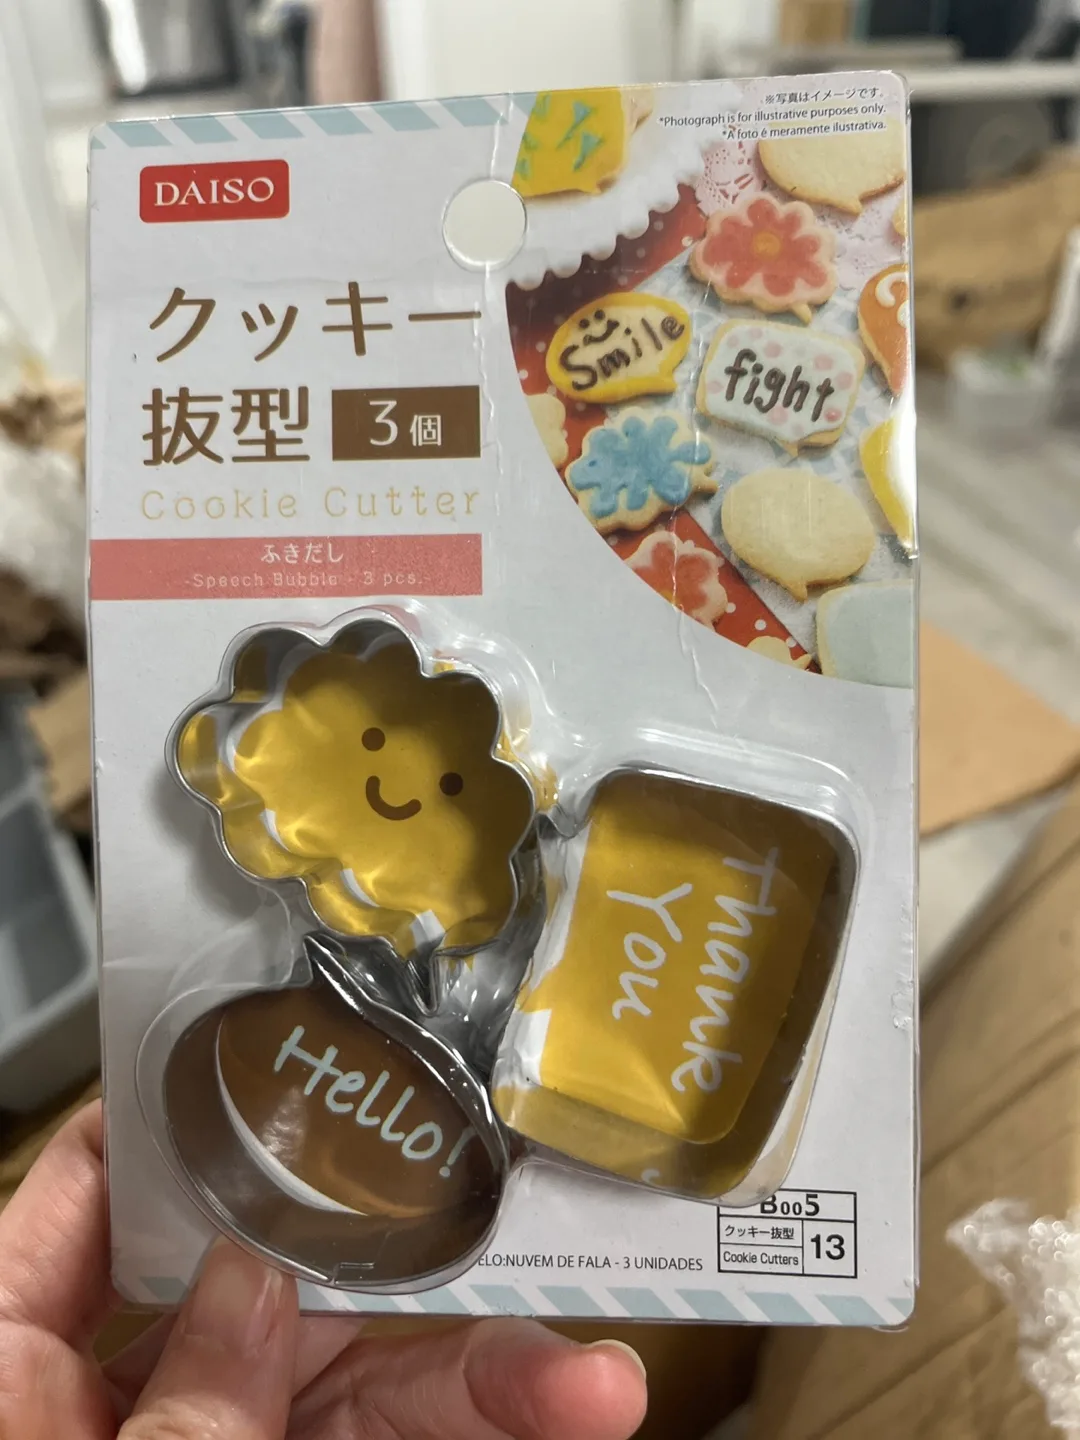 ※写真はイメージです。
*Photograph is for illustrative purposes only.
*A foto é meramente ilustrativa.
DAISO
クッキー
抜型 3個
Cookie Cutter
ふきだし
-Speech Bubble - 3 pcs.
Smile
fight
Thank
You
Hello!
B005
クッキー抜型
Cookie Cutters
13
ELO:NUVEM DE FALA - 3 UNIDADES